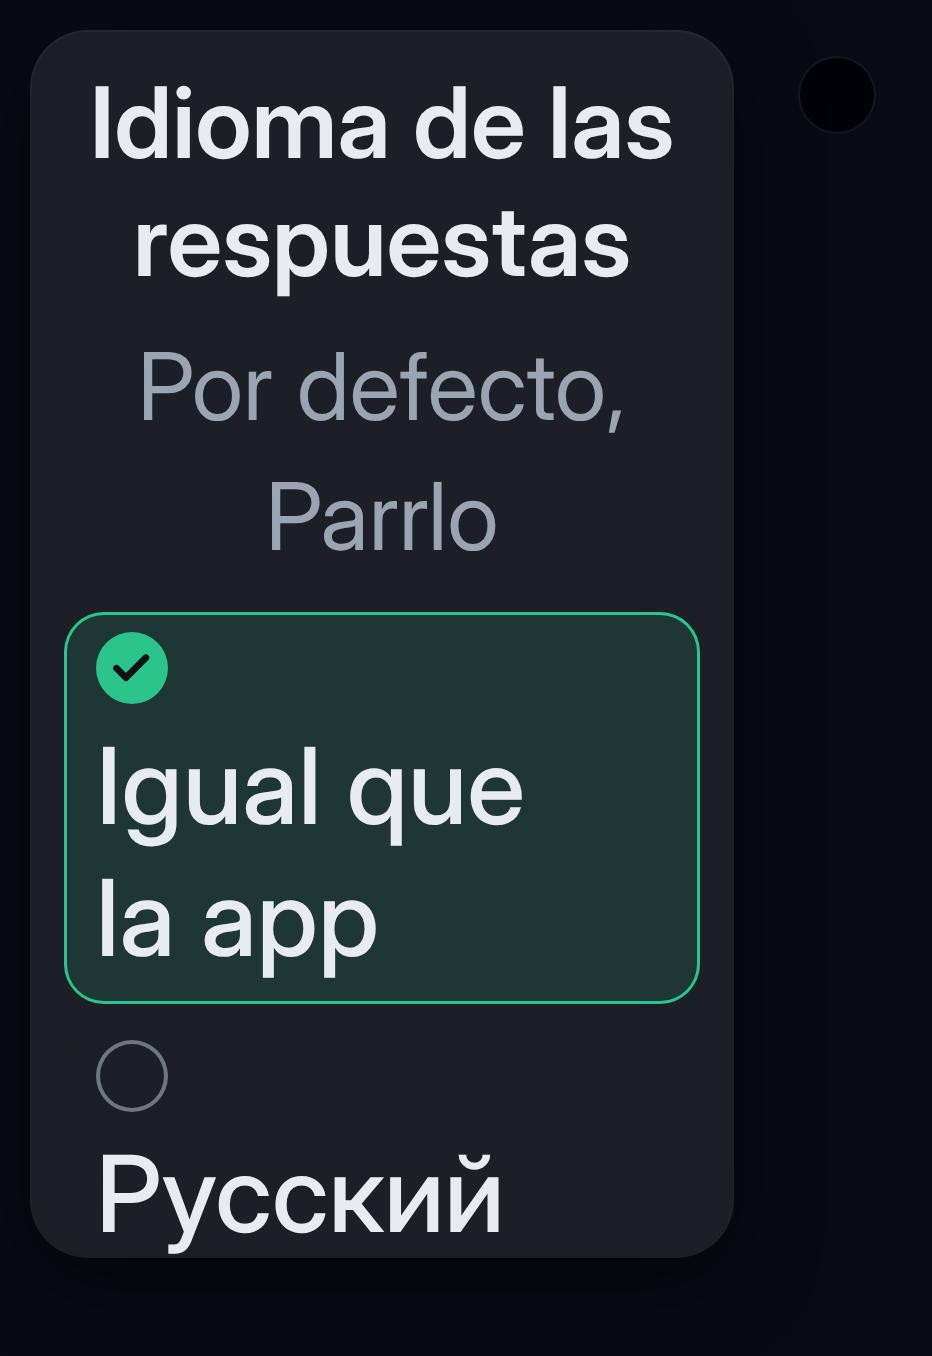 Idioma de las
respuestas
Por defecto,
Parrlo
Igual que
la app
Русский